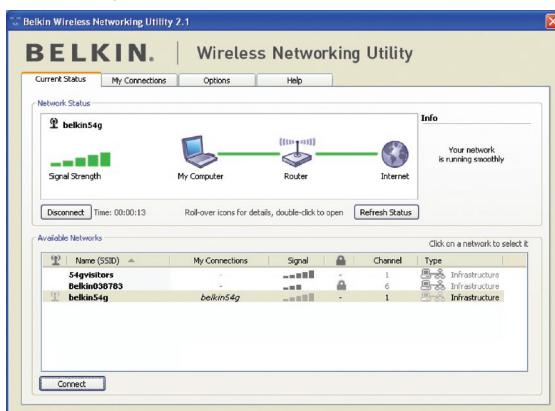 Belkin Wireless Networking Utility 2.1
BELKIN. Wireless Networking Utility
Current Status My Connections Options Help
Network Status
belkin54g
Info
Your network
is running smoothly
Signal Strength My Computer Router Internet
Disconnect Time: 00:00:13 Roll-over icons for details, double-click to open Refresh Status
Available Networks
Click on a network to select it
Name (SSID) My Connections Signal Channel Type
54gvisitors - - 1 Infrastructure
Belkin038783 - 6 Infrastructure
belkin54g belkin54g - 1 Infrastructure
Connect